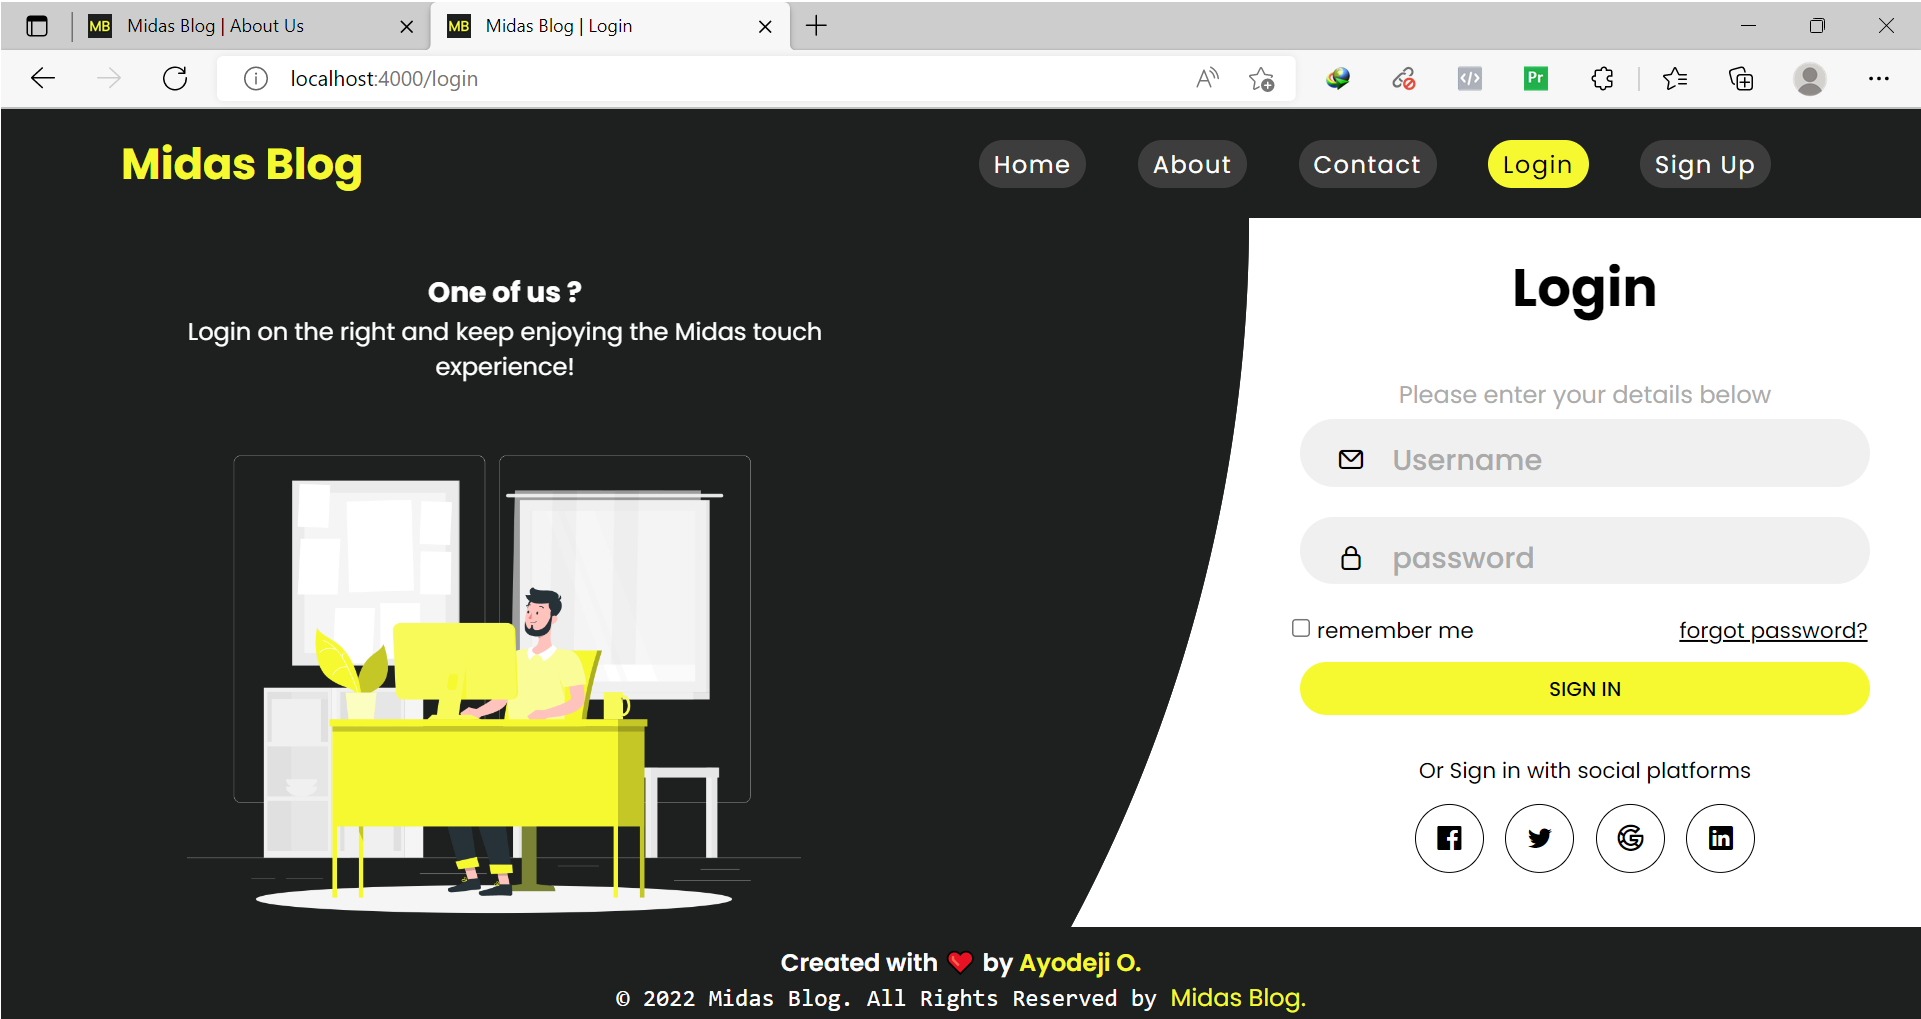 MB Midas Blog | About Us
MB Midas Blog | Login
localhost:4000/login
Pr
Midas Blog
Home
About
Contact
Login
Sign Up
One of us ?
Login on the right and keep enjoying the Midas touch
experience!
Login
Please enter your details below
Username
password
remember me
forgot password?
SIGN IN
Or Sign in with social platforms
Created with ❤️ by Ayodeji O.
© 2022 Midas Blog. All Rights Reserved by Midas Blog.